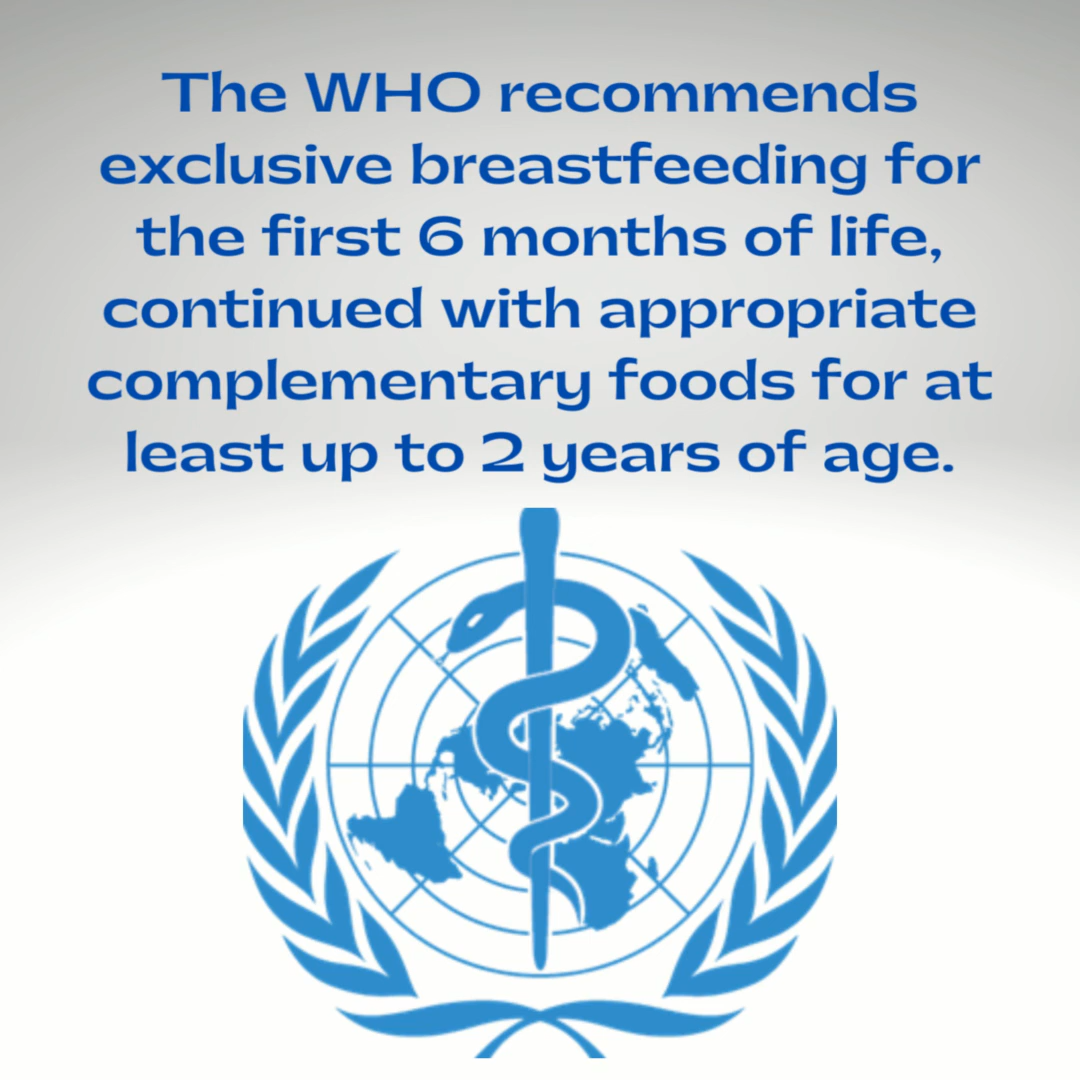 The WHO recommends
exclusive breastfeeding for
the first 6 months of life,
continued with appropriate
complementary foods for at
least up to 2 years of age.